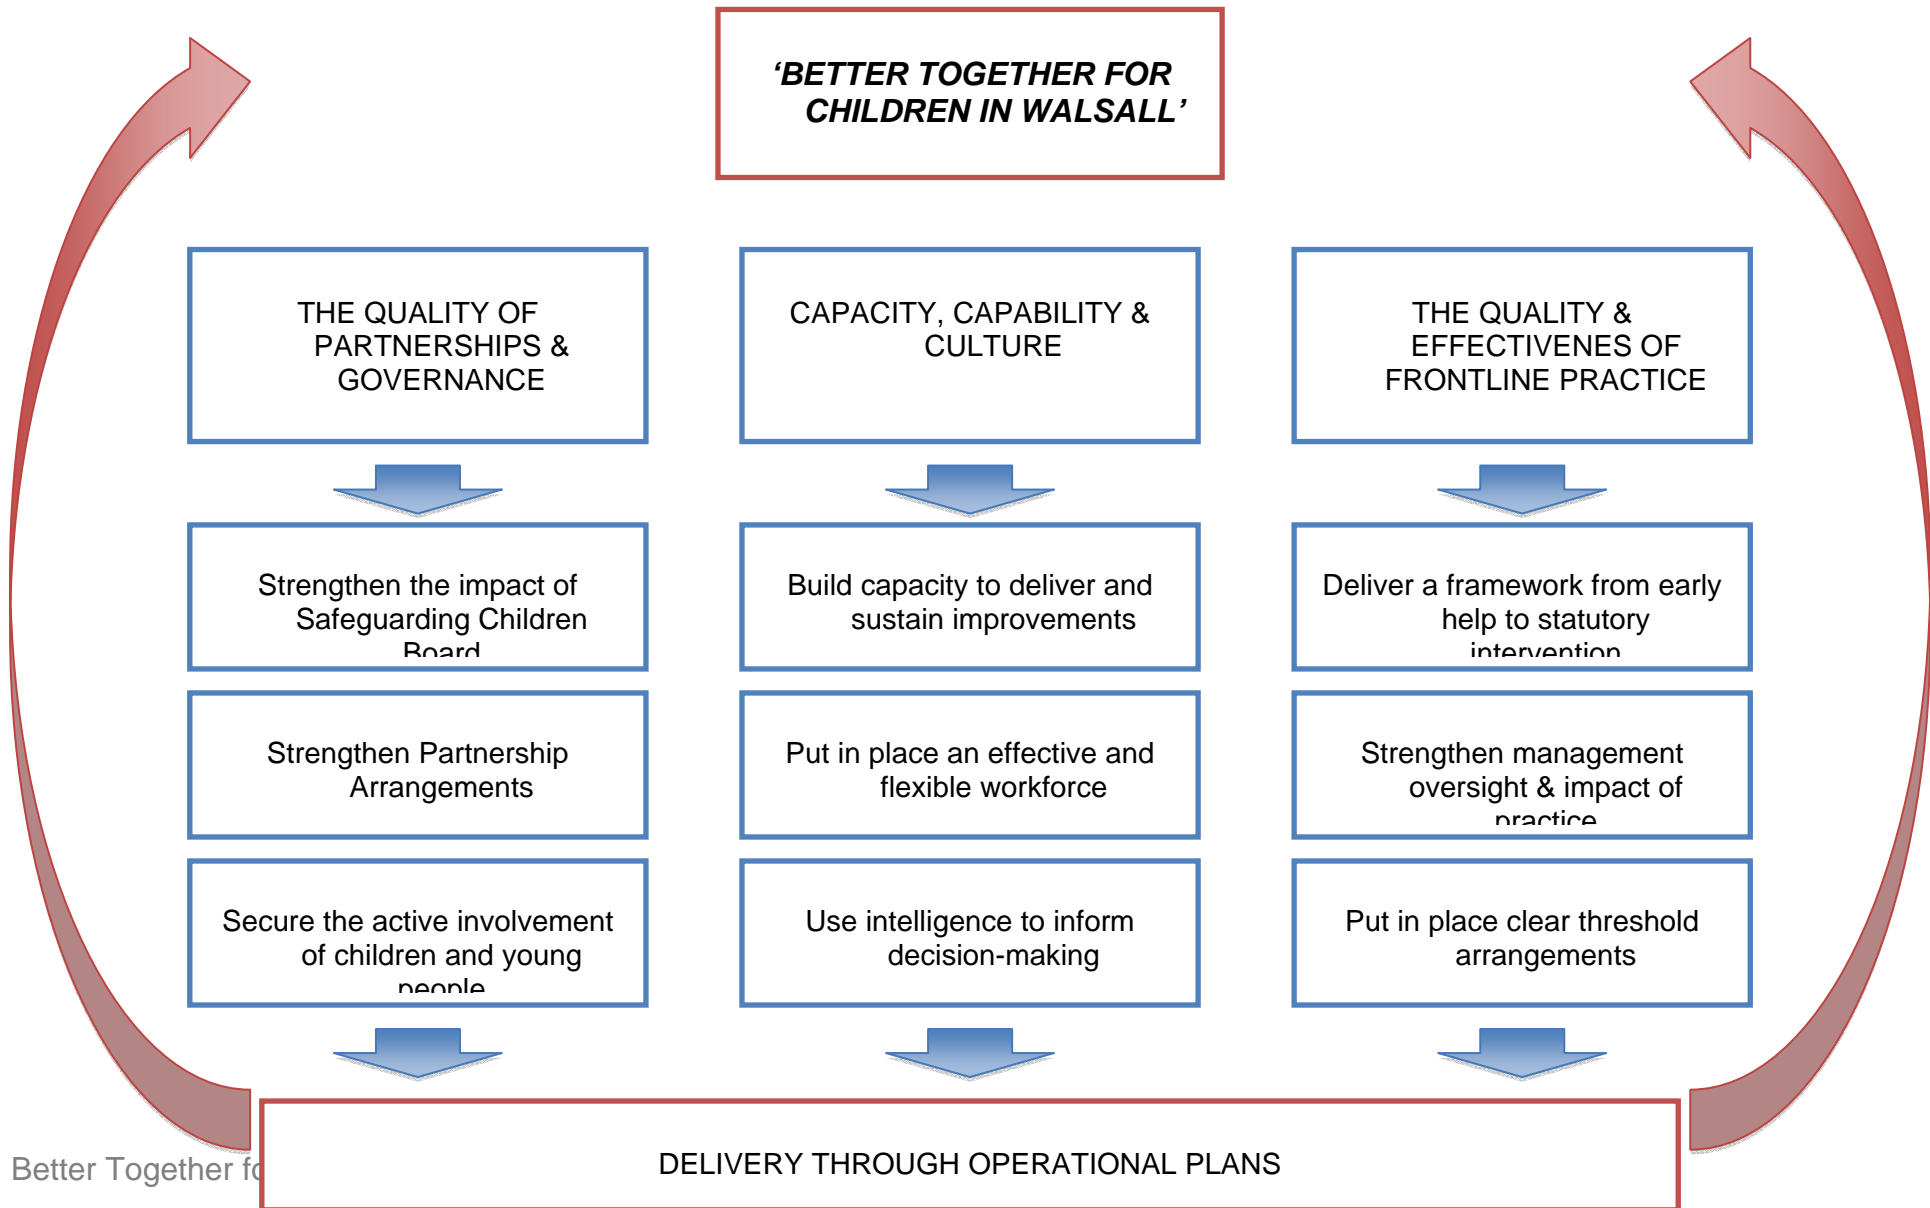 ‘BETTER TOGETHER FOR
CHILDREN IN WALSALL’
THE QUALITY OF
PARTNERSHIPS &
GOVERNANCE
CAPACITY, CAPABILITY &
CULTURE
THE QUALITY &
EFFECTIVENES OF
FRONTLINE PRACTICE
Strengthen the impact of
Safeguarding Children
Board
Build capacity to deliver and
sustain improvements
Deliver a framework from early
help to statutory
intervention
Strengthen Partnership
Arrangements
Put in place an effective and
flexible workforce
Strengthen management
oversight & impact of
practice
Secure the active involvement
of children and young
people
Use intelligence to inform
decision-making
Put in place clear threshold
arrangements
DELIVERY THROUGH OPERATIONAL PLANS
Better Together